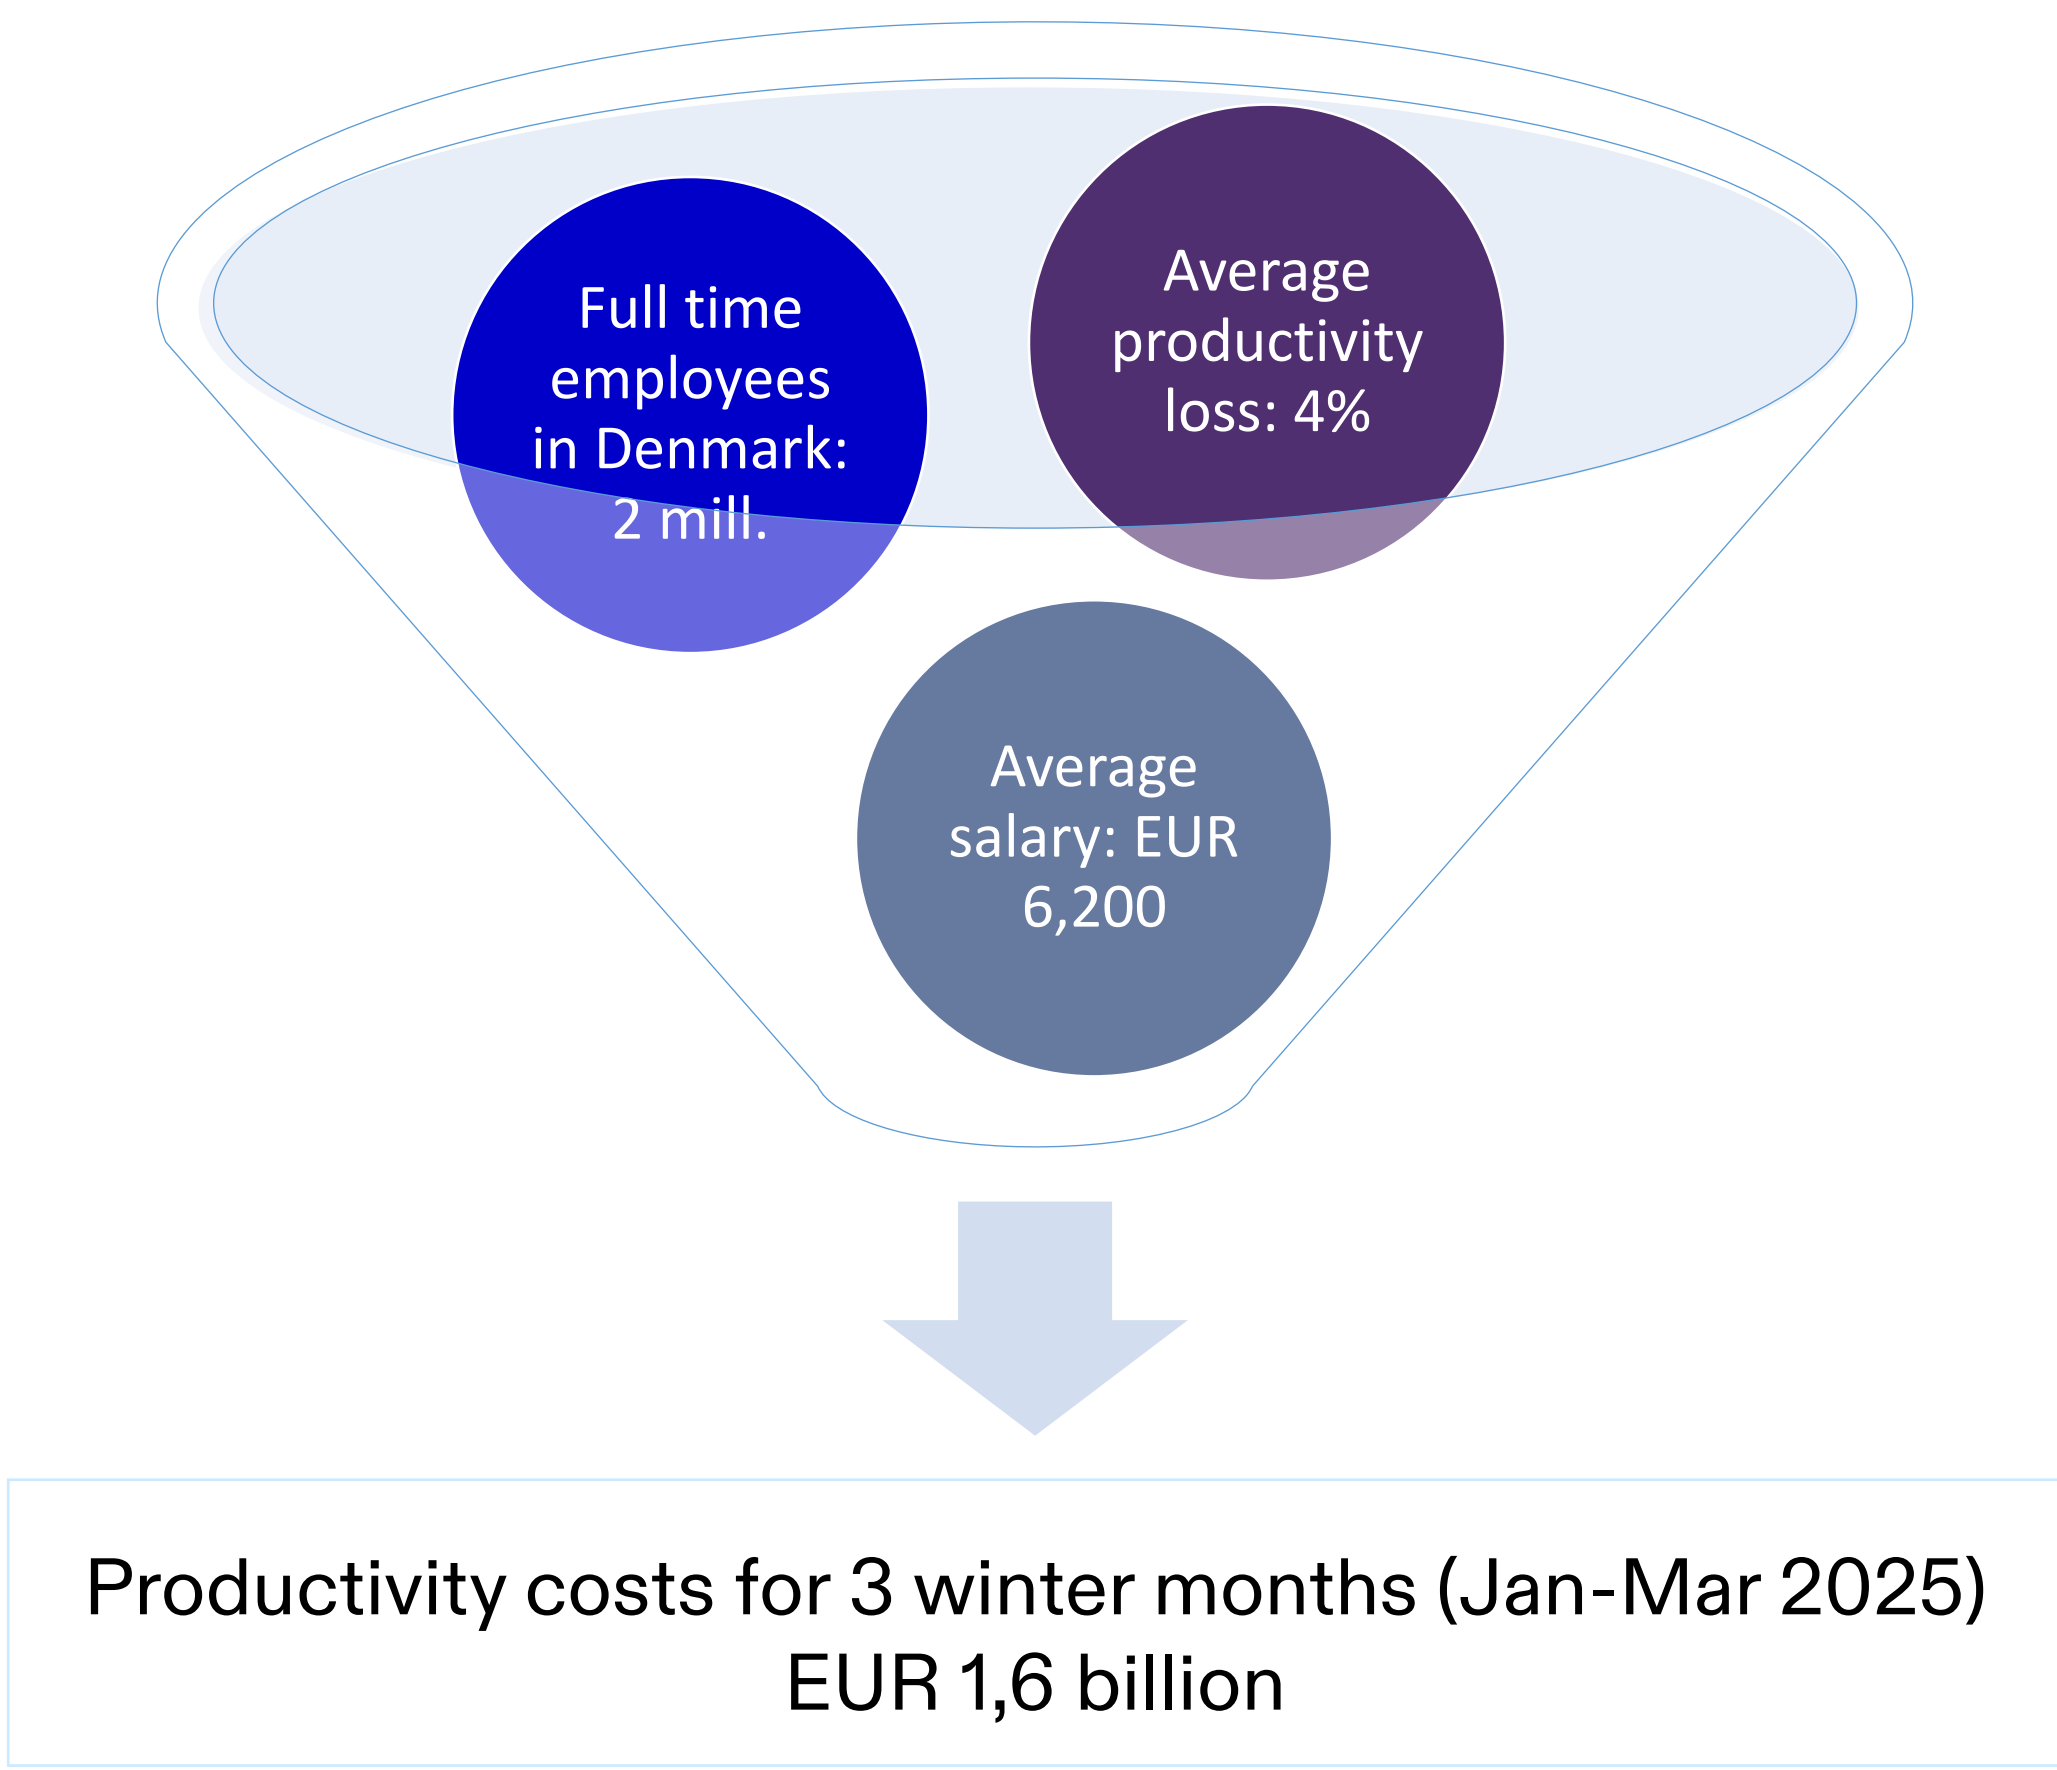 Full time
employees
in Denmark:
2 mill.
Average
productivity
loss: 4%
Average
salary: EUR
6,200
Productivity costs for 3 winter months (Jan-Mar 2025)
EUR 1,6 billion